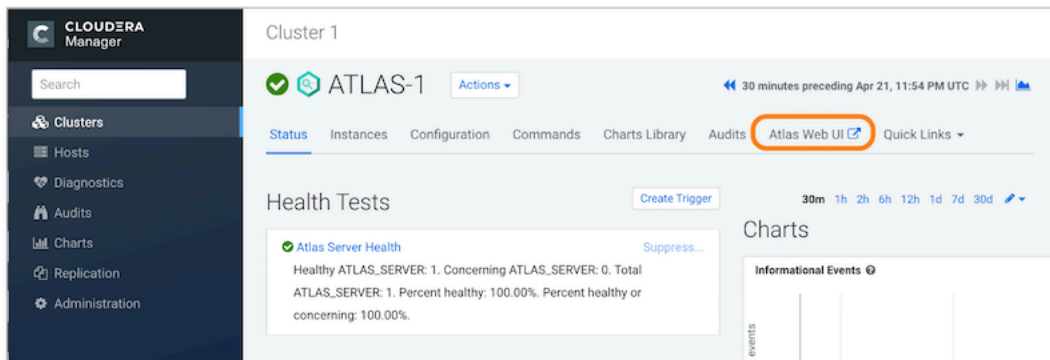 CLOUDERA
Manager
Search
Clusters
Hosts
Diagnostics
Audits
Charts
Replication
Administration
Cluster 1
ATLAS-1 Actions
30 minutes preceding Apr 21, 11:54 PM UTC
Status Instances Configuration Commands Charts Library Audits Atlas Web UI Quick Links
Health Tests Create Trigger
Atlas Server Health Suppress...
Healthy ATLAS_SERVER: 1. Concerning ATLAS_SERVER: 0. Total
ATLAS_SERVER: 1. Percent healthy: 100.00%. Percent healthy or
concerning: 100.00%.
30m 1h 2h 6h 12h 1d 7d 30d
Charts
Informational Events
events